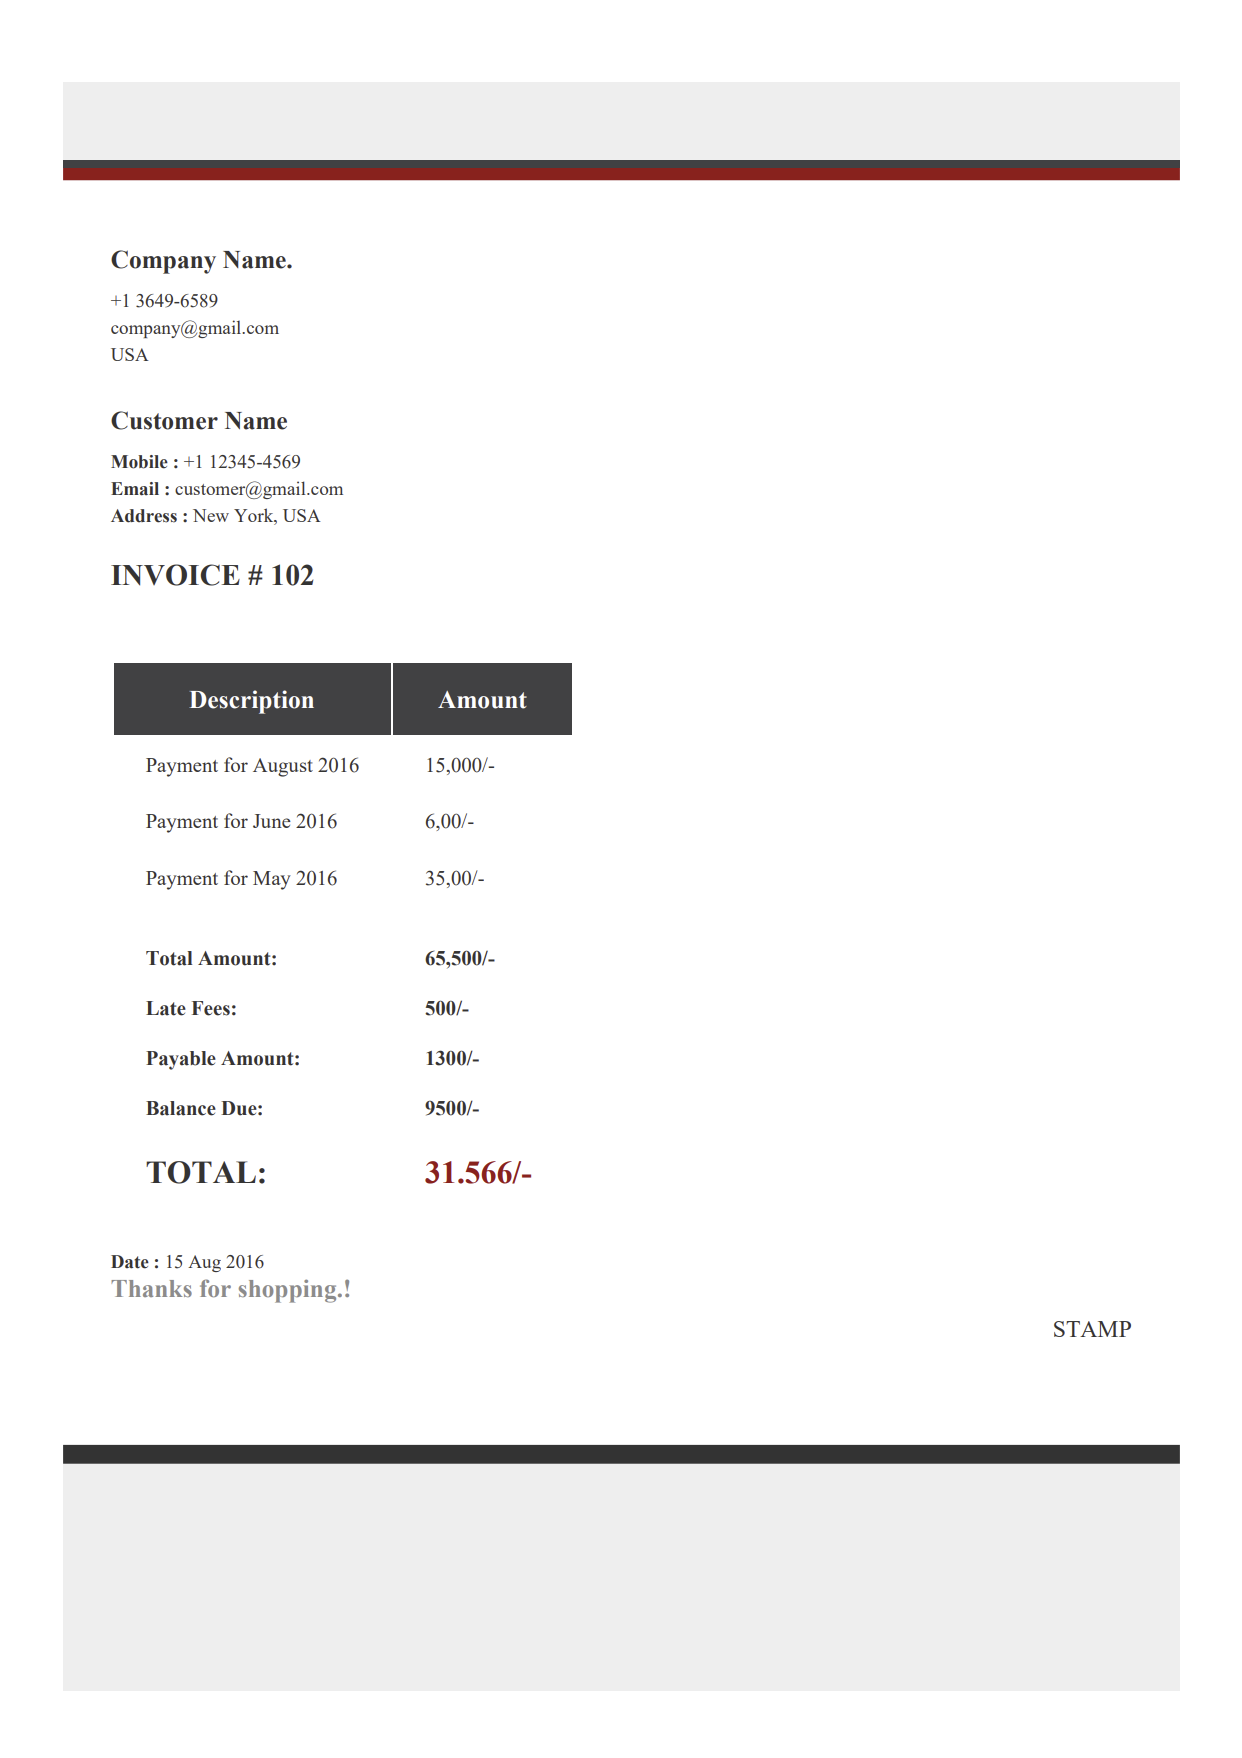 Company Name.
+1 3649-6589
company@gmail.com
USA
Customer Name
Mobile : +1 12345-4569
Email : customer@gmail.com
Address : New York, USA
INVOICE # 102
Description Amount
Payment for August 2016 15,000/-
Payment for June 2016 6,00/-
Payment for May 2016 35,00/-
Total Amount: 65,500/-
Late Fees: 500/-
Payable Amount: 1300/-
Balance Due: 9500/-
TOTAL: 31.566/-
Date : 15 Aug 2016
Thanks for shopping.!
STAMP